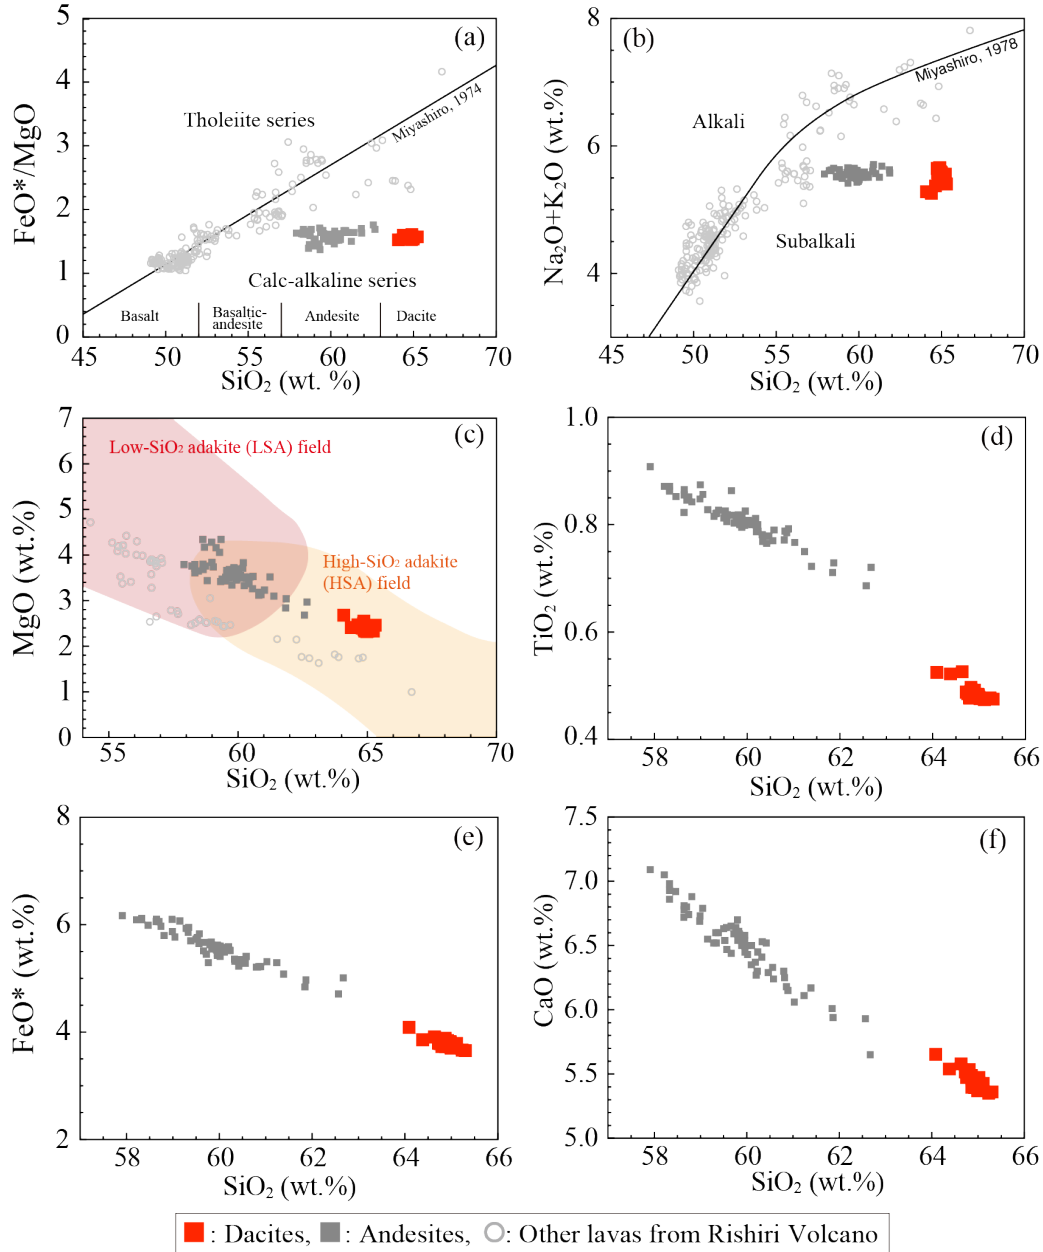 (a)
FeO*/MgO
5
4
3
2
1
0
Tholeiite series
Miyashiro, 1974
Calc-alkaline series
Basalt
Basaltic-
andesite
Andesite
Dacite
45 50 55 60 65 70
SiO2 (wt. %)
(b)
Na2O+K2O (wt.%)
8
6
4
Miyashiro, 1978
Alkali
Subalkali
45 50 55 60 65 70
SiO2 (wt.%)
(c)
MgO (wt.%)
7
6
5
4
3
2
1
0
Low-SiO2 adakite (LSA) field
High-SiO2 adakite
(HSA) field
55 60 65 70
SiO2 (wt.%)
(d)
TiO2 (wt.%)
1.0
0.8
0.6
0.4
58 60 62 64 66
SiO2 (wt.%)
(e)
FeO* (wt.%)
8
6
4
2
58 60 62 64 66
SiO2 (wt.%)
(f)
CaO (wt.%)
7.5
7.0
6.5
6.0
5.5
5.0
58 60 62 64 66
SiO2 (wt.%)
: Dacites, : Andesites, : Other lavas from Rishiri Volcano